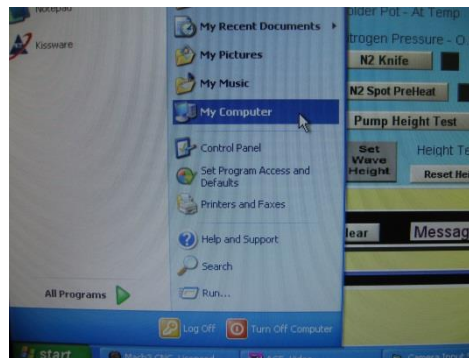 Notepad
Kissware
My Recent Documents
My Pictures
My Music
My Computer
Control Panel
Set Program Access and
Defaults
Printers and Faxes
Help and Support
Search
Run...
All Programs
Log Off
Turn Off Computer
start
older Pot - At Temp
trogen Pressure - O
N2 Knife
N2 Spot PreHeat
Pump Height Test
Set
Wave
Height
Height Te
Reset Hei
lear
Messag